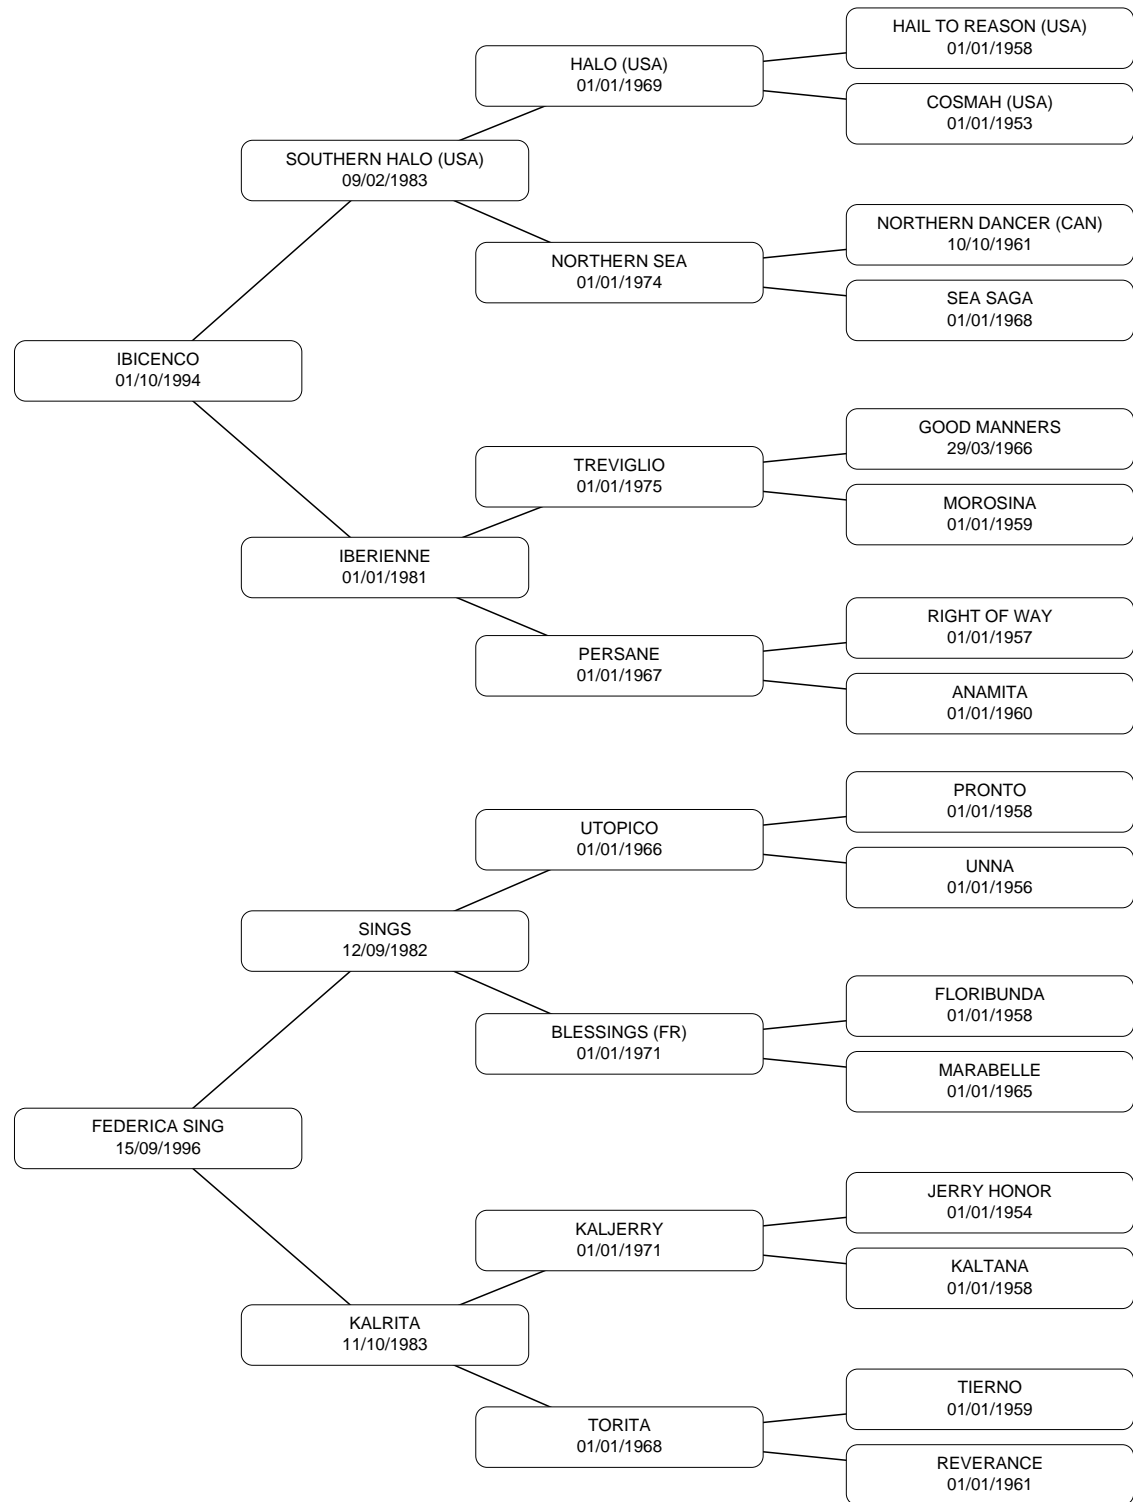 HAIL TO REASON (USA)
01/01/1958
HALO (USA)
01/01/1969
COSMAH (USA)
01/01/1953
SOUTHERN HALO (USA)
09/02/1983
NORTHERN DANCER (CAN)
10/10/1961
NORTHERN SEA
01/01/1974
SEA SAGA
01/01/1968
IBICENCO
01/10/1994
GOOD MANNERS
29/03/1966
TREVIGLIO
01/01/1975
MOROSINA
01/01/1959
IBERIENNE
01/01/1981
RIGHT OF WAY
01/01/1957
PERSANE
01/01/1967
ANAMITA
01/01/1960
PRONTO
01/01/1958
UTOPICO
01/01/1966
UNNA
01/01/1956
SINGS
12/09/1982
FLORIBUNDA
01/01/1958
BLESSINGS (FR)
01/01/1971
MARABELLE
01/01/1965
FEDERICA SING
15/09/1996
JERRY HONOR
01/01/1954
KALJERRY
01/01/1971
KALTANA
01/01/1958
KALRITA
11/10/1983
TIERNO
01/01/1959
TORITA
01/01/1968
REVERANCE
01/01/1961